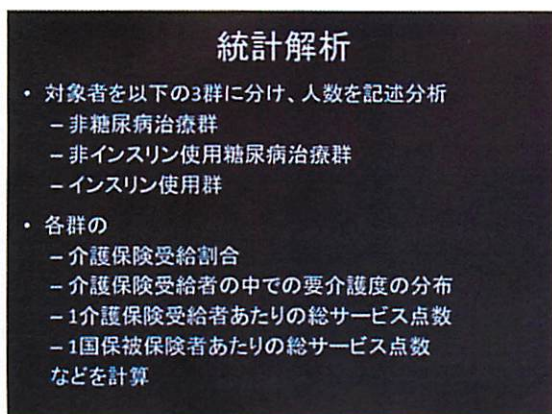 統計解析
• 対象者を以下の3群に分け、人数を記述分析
– 非糖尿病治療群
– 非インスリン使用糖尿病治療群
– インスリン使用群
• 各群の
– 介護保険受給割合
– 介護保険受給者の中での要介護度の分布
– 1介護保険受給者あたりの総サービス点数
– 1国保被保険者あたりの総サービス点数
などを計算